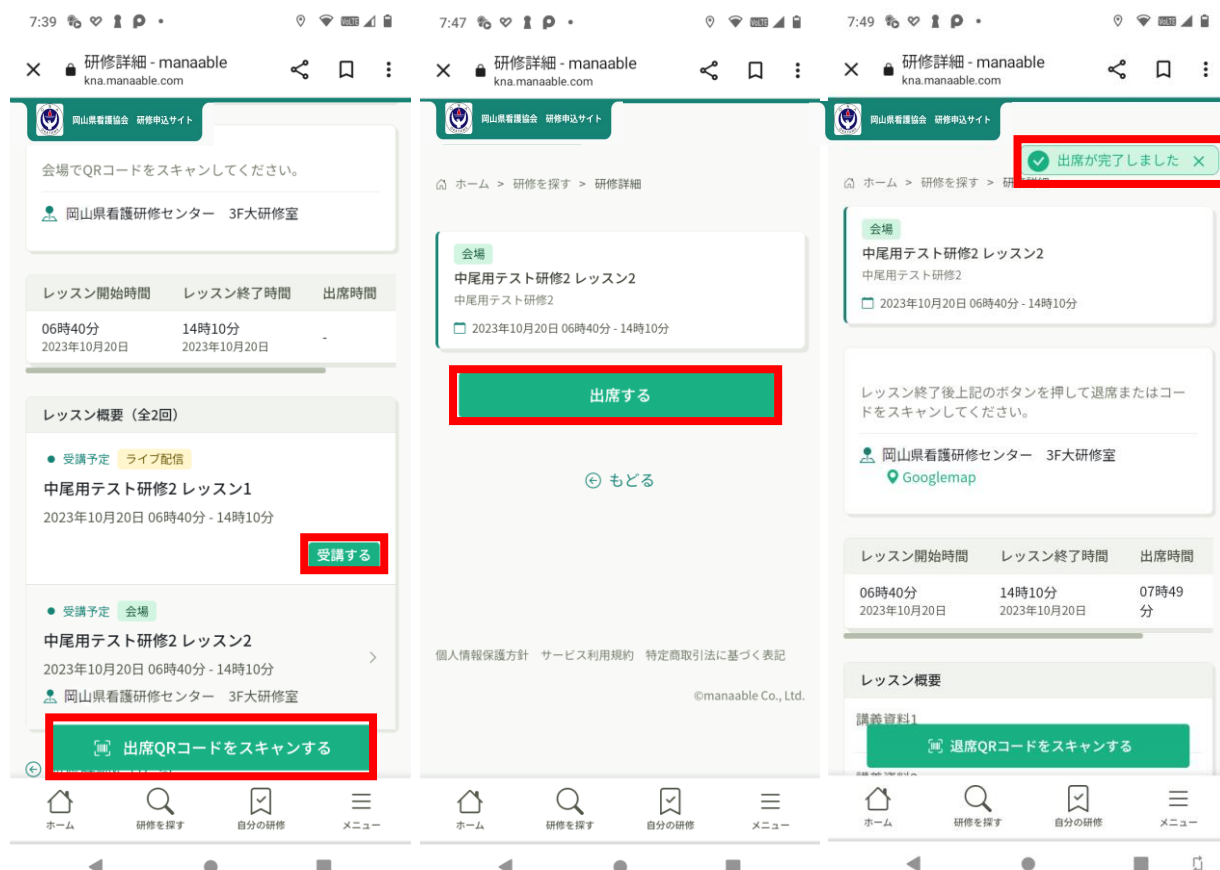 7:39
研修詳細 - manaable
kna.manaable.com
岡山県看護協会 研修申込サイト
会場でQRコードをスキャンしてください。
岡山県看護研修センター 3F大研修室
レッスン開始時間 レッスン終了時間 出席時間
06時40分 14時10分 -
2023年10月20日 2023年10月20日
レッスン概要（全2回）
受講予定 ライブ配信
中尾用テスト研修2 レッスン1
2023年10月20日 06時40分 - 14時10分
受講する
受講予定 会場
中尾用テスト研修2 レッスン2
2023年10月20日 06時40分 - 14時10分
岡山県看護研修センター 3F大研修室
出席QRコードをスキャンする
ホーム 研修を探す 自分の研修 メニュー
7:47
研修詳細 - manaable
kna.manaable.com
岡山県看護協会 研修申込サイト
ホーム > 研修を探す > 研修詳細
会場
中尾用テスト研修2 レッスン2
中尾用テスト研修2
2023年10月20日 06時40分 - 14時10分
出席する
もどる
個人情報保護方針 サービス利用規約 特定商取引法に基づく表記
©manaable Co., Ltd.
ホーム 研修を探す 自分の研修 メニュー
7:49
研修詳細 - manaable
kna.manaable.com
岡山県看護協会 研修申込サイト
出席が完了しました ×
ホーム > 研修を探す >
会場
中尾用テスト研修2 レッスン2
中尾用テスト研修2
2023年10月20日 06時40分 - 14時10分
レッスン終了後上記のボタンを押して退席またはコー
ドをスキャンしてください。
岡山県看護研修センター 3F大研修室
Googlemap
レッスン開始時間 レッスン終了時間 出席時間
06時40分 14時10分 07時49
2023年10月20日 2023年10月20日 分
レッスン概要
講義資料1
退席QRコードをスキャンする
ホーム 研修を探す 自分の研修 メニュー